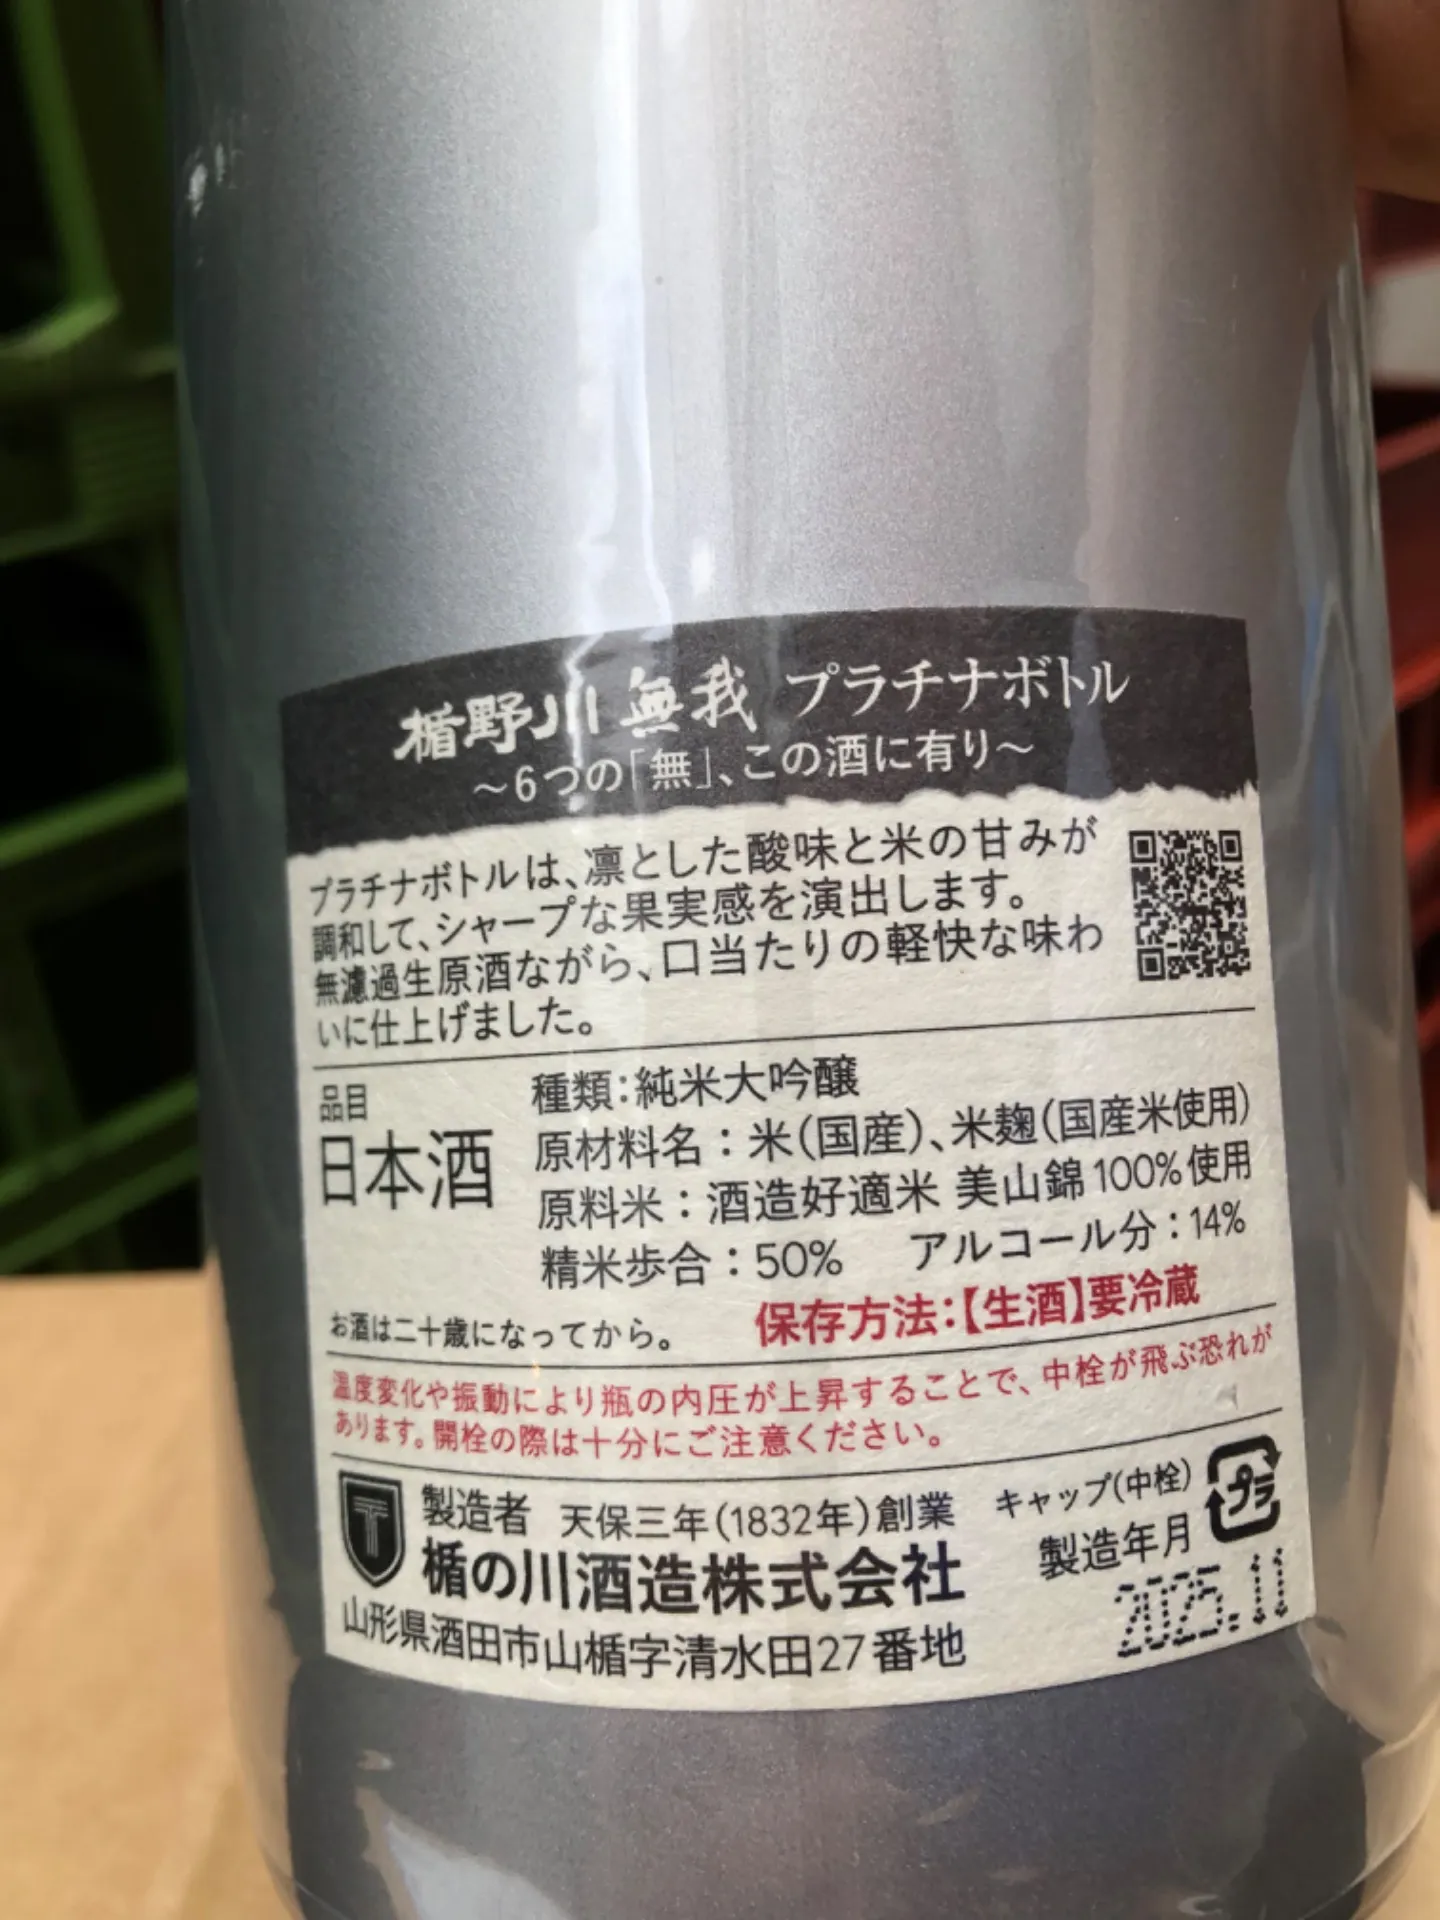 楯野川 無我 プラチナボトル
～6つの「無」、この酒に有り～
プラチナボトルは、凛とした酸味と米の甘みが
調和して、シャープな果実感を演出します。
無濾過生原酒ながら、口当たりの軽快な味わ
いに仕上げました。
品目
日本酒
種類：純米大吟醸
原材料名：米（国産）、米麹（国産米使用）
原料米：酒造好適米 美山錦100%使用
精米歩合：50% アルコール分：14%
お酒は二十歳になってから。
保存方法：【生酒】要冷蔵
温度変化や振動により瓶の内圧が上昇することで、中栓が飛ぶ恐れが
あります。開栓の際は十分にご注意ください。
T
製造者 天保三年（1832年）創業
楯の川酒造株式会社
山形県酒田市山楯字清水田27番地
キャップ（中栓）
プラ
製造年月
2025.11